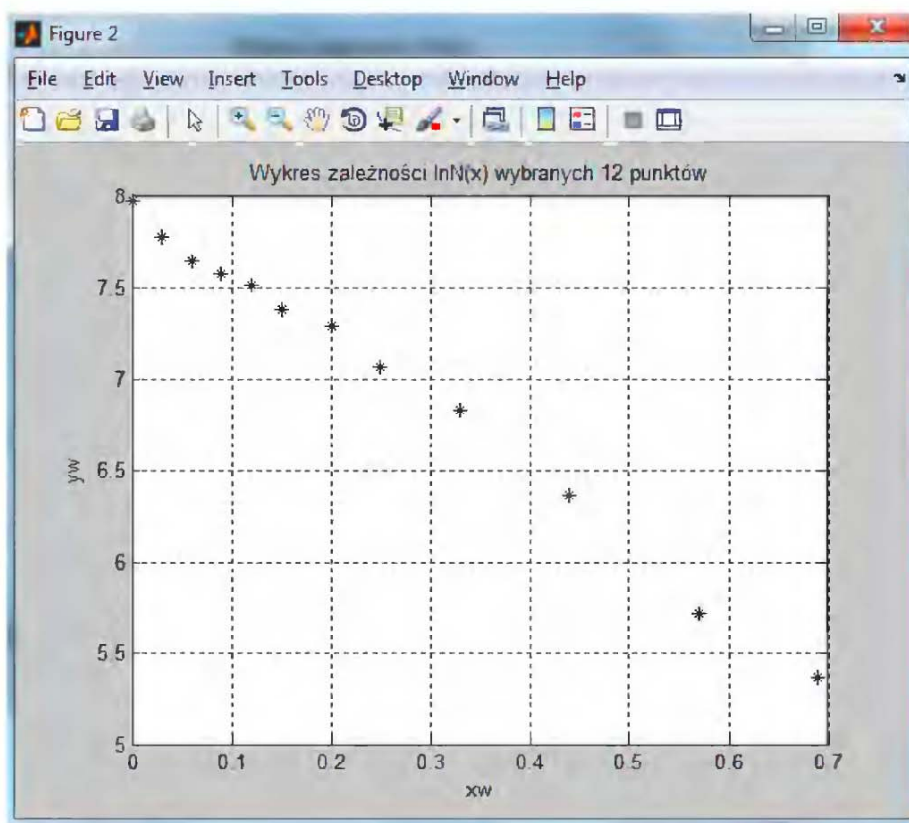 Figure 2
File Edit View Insert Tools Desktop Window Help
Wykres zależności lnN(x) wybranych 12 punktów
8
7.5
7
6.5
6
5.5
5
yw
0 0.1 0.2 0.3 0.4 0.5 0.6 0.7
xw